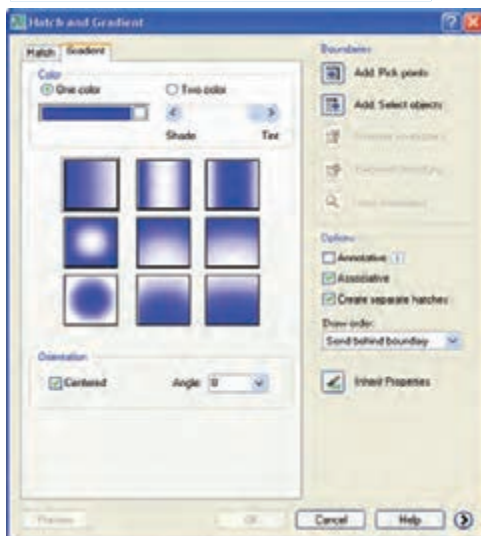 Hatch and Gradient
Hatch Gradient
Color
One color Two color
Shade Tint
Orientation
Centered Angle: 0
Boundaries
Add: Pick points
Add: Select objects
Options
Annotative
Associative
Create separate hatches
Draw order:
Send behind boundary
Inherit Properties
Preview OK Cancel Help